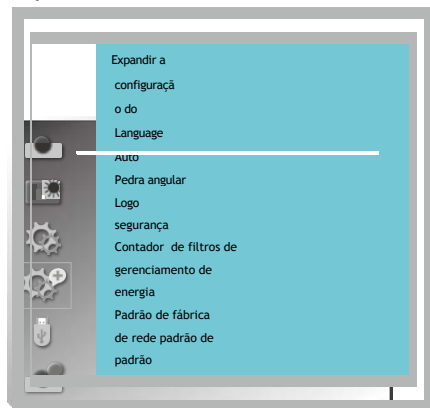 Expandir a
configuraçã
o do
Language
Auto
Pedra angular
Logo
segurança
Contador de filtros de
gerenciamento de
energia
Padrão de fábrica
de rede padrão de
padrão